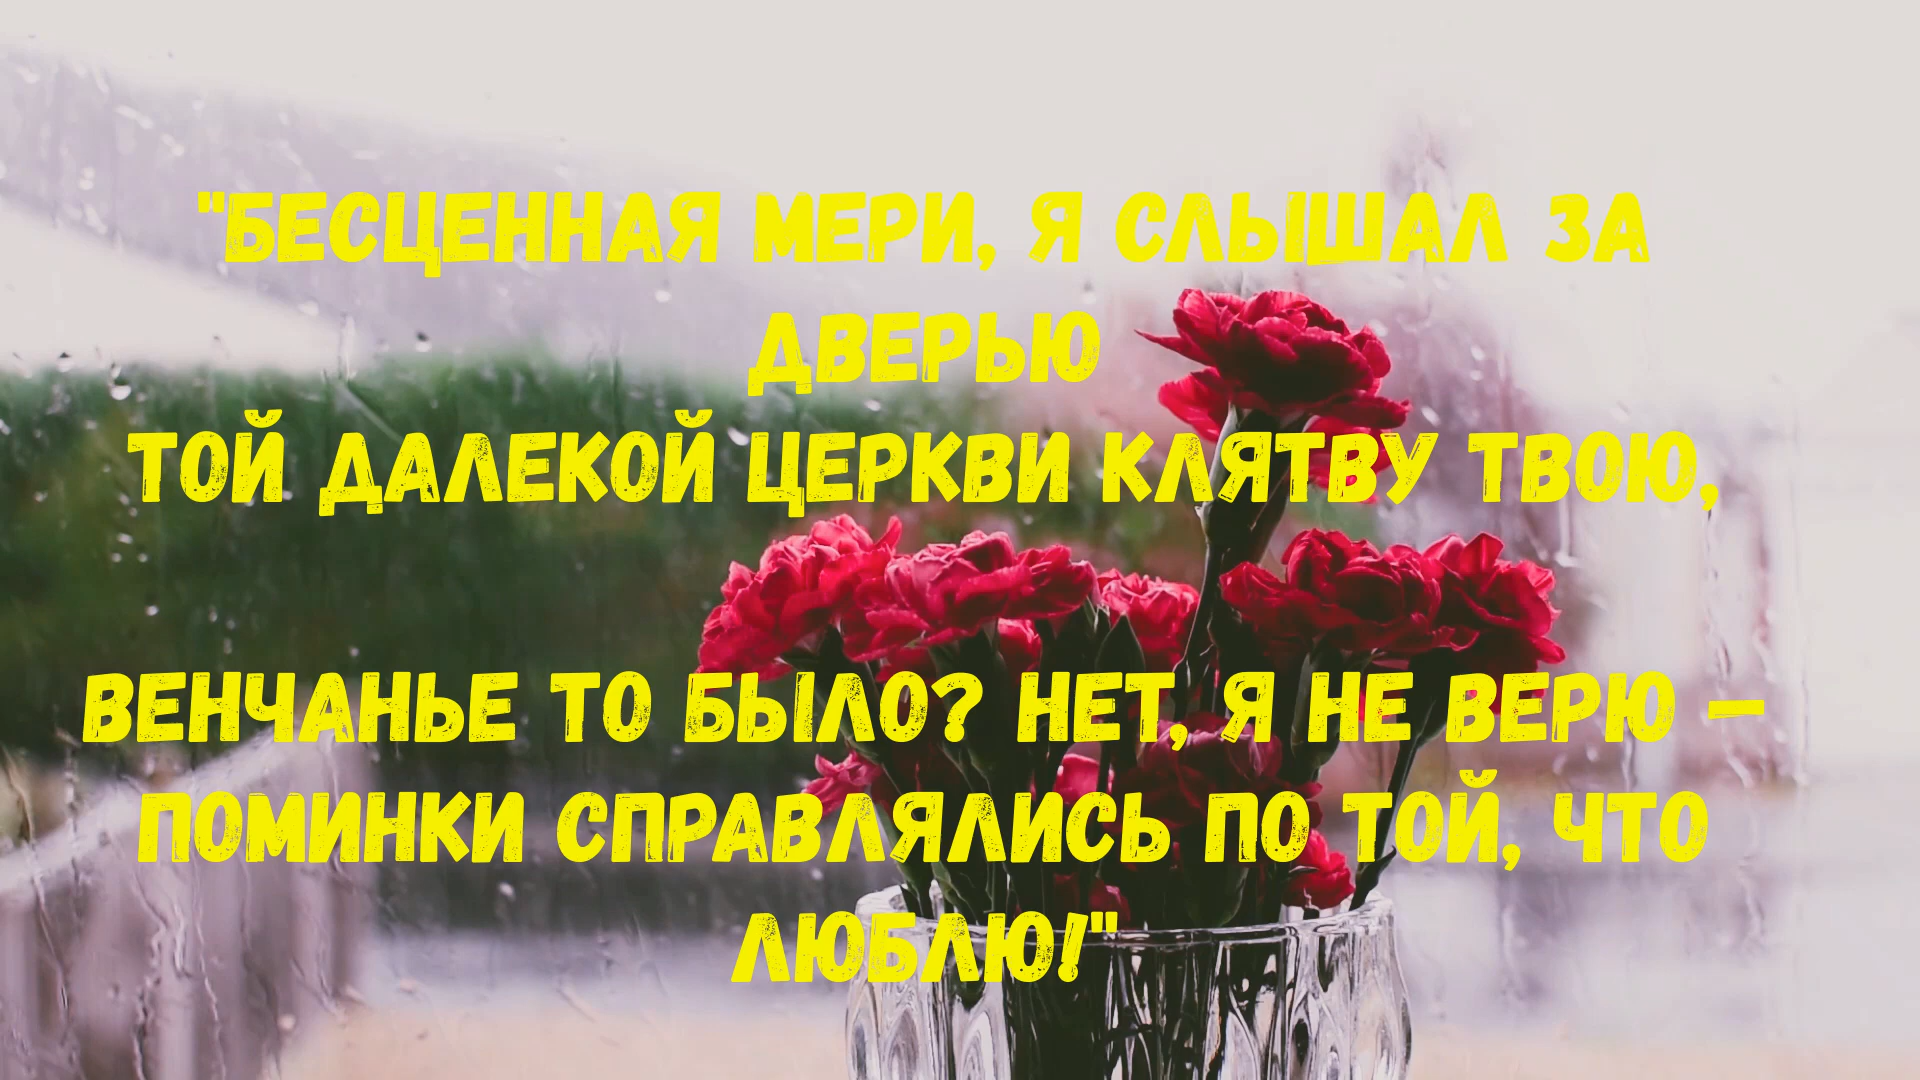 "БЕСЦЕННАЯ МЕРИ, Я СЛЫШАЛ ЗА
ДВЕРЬЮ
ТОЙ ДАЛЕКОЙ ЦЕРКВИ КЛЯТВУ ТВОЮ,
ВЕНЧАНЬЕ ТО БЫЛО? НЕТ, Я НЕ ВЕРЮ –
ПОМИНКИ СПРАВЛЯЛИСЬ ПО ТОЙ, ЧТО
ЛЮБЛЮ!"